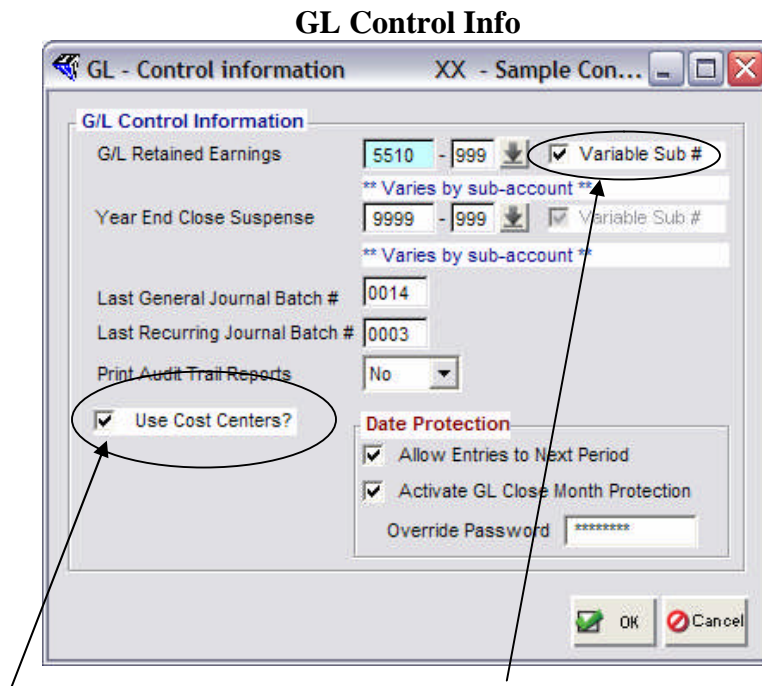 GL Control Info
GL - Control information XX - Sample Con...
G/L Control Information
G/L Retained Earnings 5510 - 999 Variable Sub #
** Varies by sub-account **
Year End Close Suspense 9999 - 999 Variable Sub #
** Varies by sub-account **
Last General Journal Batch # 0014
Last Recurring Journal Batch # 0003
Print Audit Trail Reports No
Use Cost Centers?
Date Protection
Allow Entries to Next Period
Activate GL Close Month Protection
Override Password ********
OK Cancel